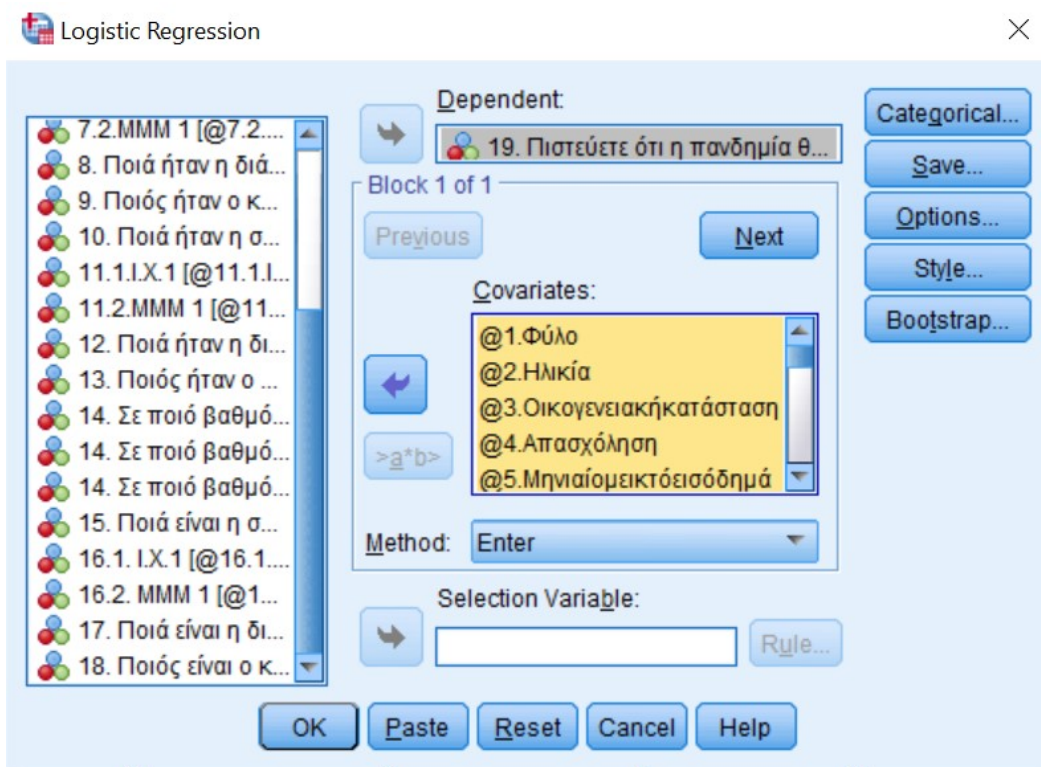 Logistic Regression
7.2.MMM 1 [@7.2....
8. Ποιά ήταν η διά...
9. Ποιός ήταν ο κ...
10. Ποιά ήταν η σ...
11.1.Ι.Χ.1 [@11.1.Ι...
11.2.MMM 1 [@11...
12. Ποιά ήταν η δι...
13. Ποιός ήταν ο ...
14. Σε ποιό βαθμό...
14. Σε ποιό βαθμό...
14. Σε ποιό βαθμό...
15. Ποιά είναι η σ...
16.1. Ι.Χ.1 [@16.1....
16.2. MMM 1 [@1...
17. Ποιά είναι η δι...
18. Ποιός είναι ο κ...
Dependent:
19. Πιστεύετε ότι η πανδημία θ...
Block 1 of 1
Previous
Next
Covariates:
@1.Φύλο
@2.Ηλικία
@3.Οικογενειακήκατάσταση
@4.Απασχόληση
@5.Μηνιαίομεικτόεισόδημά
>a*b>
Method: Enter
Selection Variable:
Rule...
Categorical...
Save...
Options...
Style...
Bootstrap...
OK Paste Reset Cancel Help